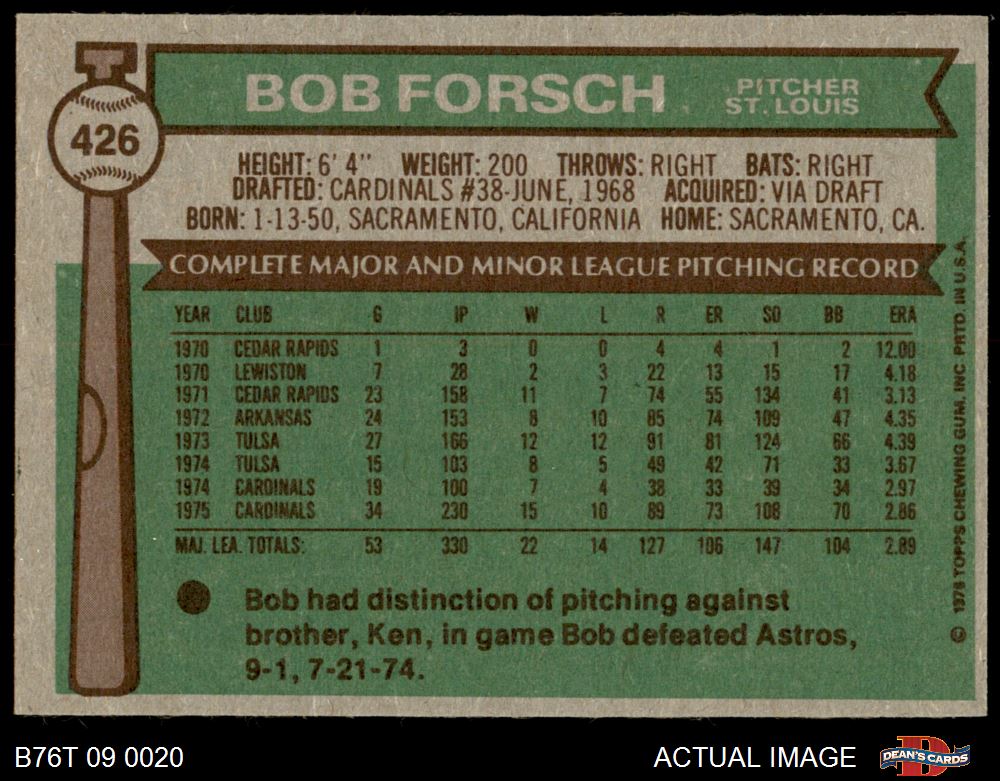 BOB FORSCH
PITCHER
ST. LOUIS
426
HEIGHT: 6' 4" WEIGHT: 200 THROWS: RIGHT BATS: RIGHT
DRAFTED: CARDINALS #38-JUNE, 1968 ACQUIRED: VIA DRAFT
BORN: 1-13-50, SACRAMENTO, CALIFORNIA HOME: SACRAMENTO, CA.
COMPLETE MAJOR AND MINOR LEAGUE PITCHING RECORD
YEAR CLUB G IP W L R ER SO BB ERA
1970 CEDAR RAPIDS 1 3 0 0 4 4 1 2 12.00
1970 LEWISTON 7 28 2 3 22 13 15 17 4.18
1971 CEDAR RAPIDS 23 158 11 7 74 55 134 41 3.13
1972 ARKANSAS 24 153 8 10 85 74 109 47 4.35
1973 TULSA 27 166 12 12 91 81 124 66 4.39
1974 TULSA 15 103 8 5 49 42 71 33 3.67
1974 CARDINALS 19 100 7 4 38 33 39 34 2.97
1975 CARDINALS 34 230 15 10 89 73 108 70 2.86
MAJ. LEA. TOTALS: 53 330 22 14 127 106 147 104 2.89
Bob had distinction of pitching against
brother, Ken, in game Bob defeated Astros,
9-1, 7-21-74.
© 1976 TOPPS CHEWING GUM, INC PRTD. IN U.S.A.
B76T 09 0020
ACTUAL IMAGE
DEAN'S CARDS